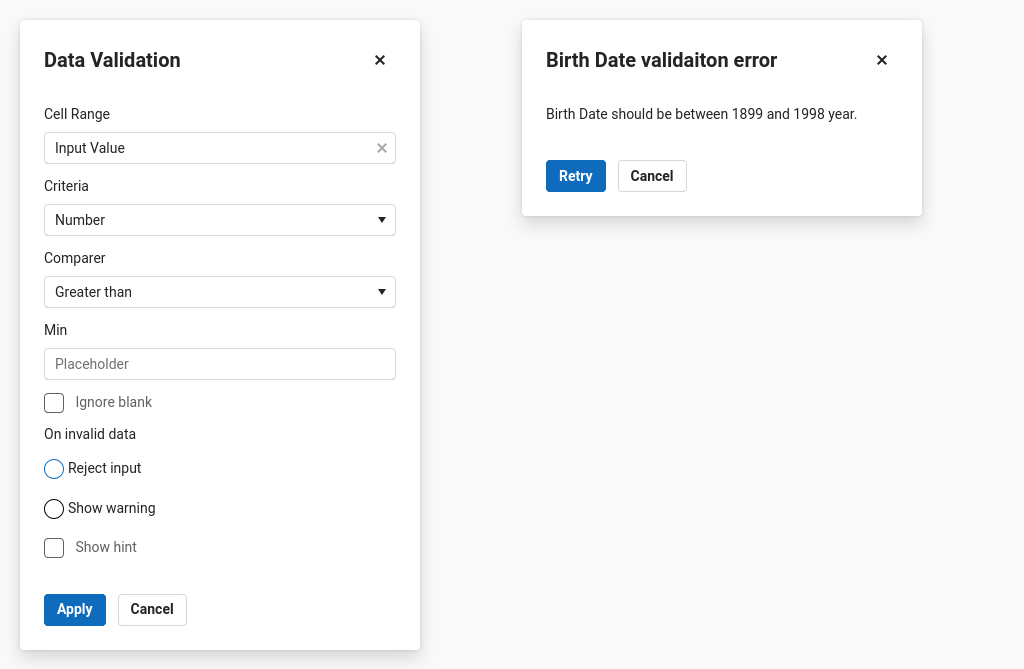 Data Validation
Cell Range
Input Value
Criteria
Number
Comparer
Greater than
Min
Placeholder
Ignore blank
On invalid data
Reject input
Show warning
Show hint
Apply Cancel
Birth Date validaiton error
Birth Date should be between 1899 and 1998 year.
Retry Cancel